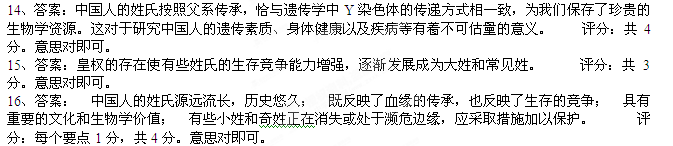 14、答案：中国人的姓氏按照父系传承，恰与遗传学中 Y 染色体的传递方式相一致，为我们保存了珍贵的
生物学资源。这对于研究中国人的遗传素质、身体健康以及疾病等有着不可估量的意义。 评分：共 4
分。意思对即可。
15、答案：皇权的存在使有些姓氏的生存竞争能力增强，逐渐发展成为大姓和常见姓。 评分：共 3
分。意思对即可。
16、答案： 中国人的姓氏源远流长，历史悠久； 既反映了血缘的传承，也反映了生存的竞争； 具有
重要的文化和生物学价值； 有些小姓和奇姓正在消失或处于濒危边缘，应采取措施加以保护。 评
分：每个要点 1 分，共 4 分。意思对即可。